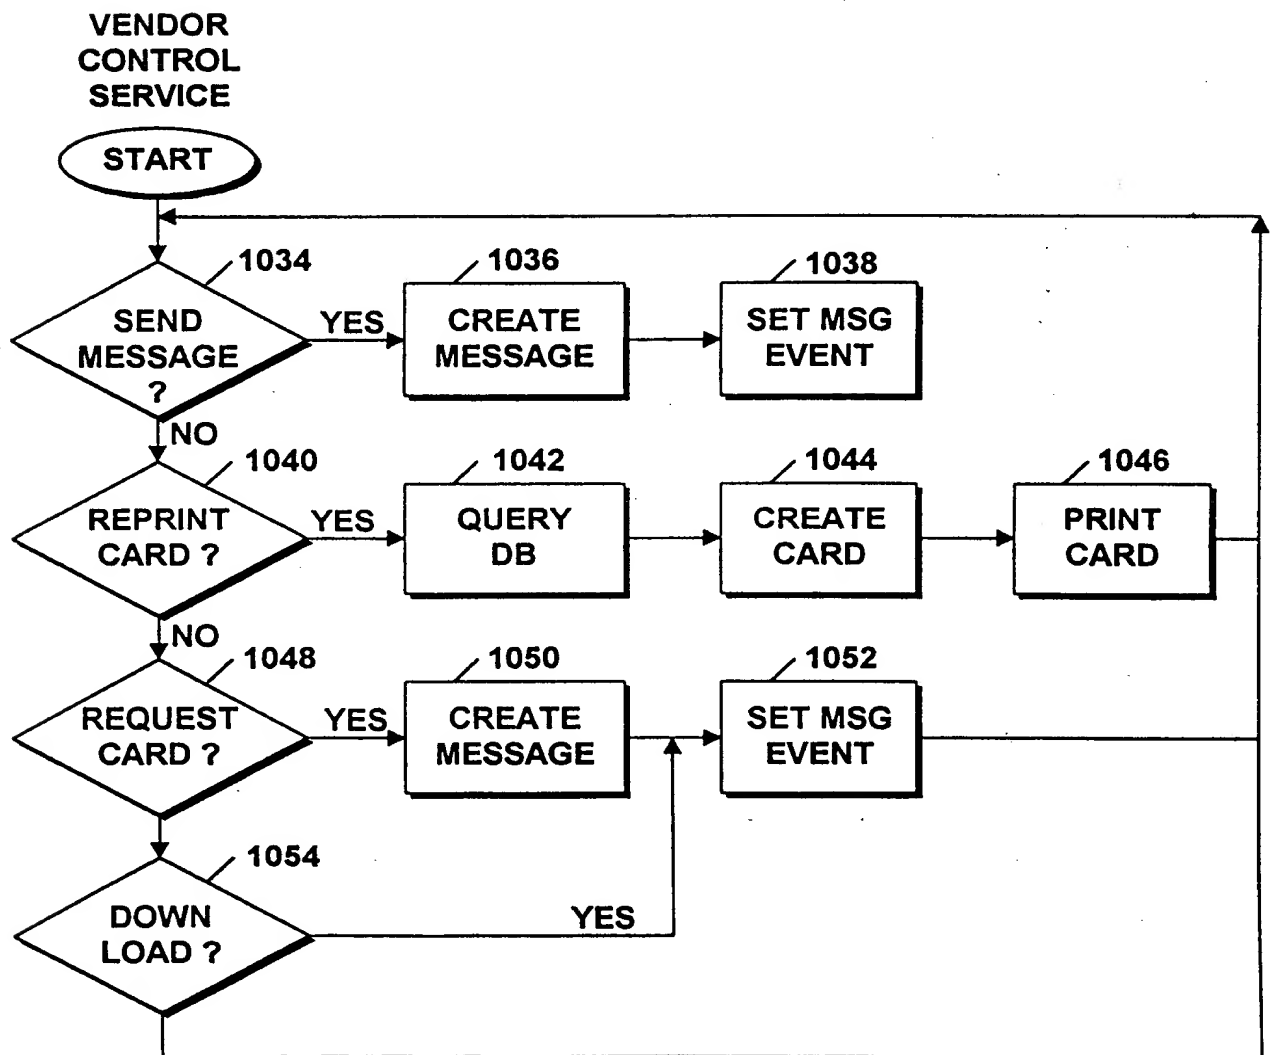 VENDOR
CONTROL
SERVICE
START
1034
SEND
MESSAGE
?
YES
1036
CREATE
MESSAGE
1038
SET MSG
EVENT
NO
1040
REPRINT
CARD ?
YES
1042
QUERY
DB
1044
CREATE
CARD
1046
PRINT
CARD
NO
1048
REQUEST
CARD ?
YES
1050
CREATE
MESSAGE
1052
SET MSG
EVENT
1054
DOWN
LOAD ?
YES